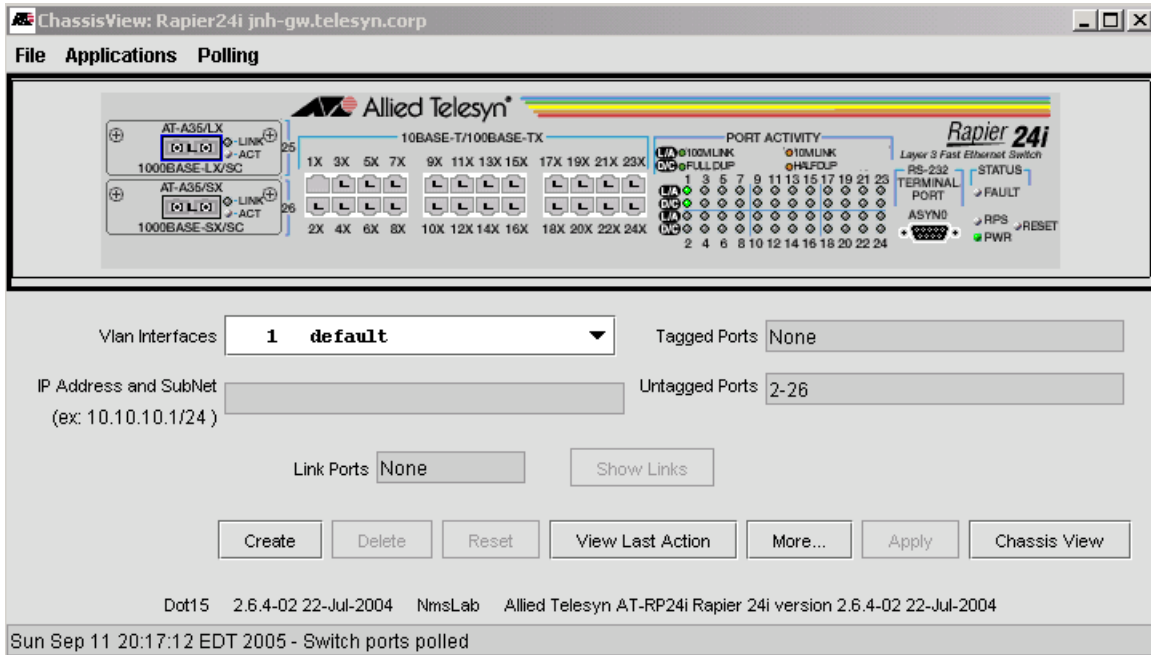 ChassisView: Rapier24i jnh-gw.telesyn.corp
File Applications Polling
Allied Telesyn
AT-A35/LX
LINK
ACT
25
1000BASE-LX/SC
AT-A35/SX
LINK
ACT
26
1000BASE-SX/SC
10BASE-T/100BASE-TX
1X 3X 5X 7X 9X 11X 13X 15X 17X 19X 21X 23X
2X 4X 6X 8X 10X 12X 14X 16X 18X 20X 22X 24X
PORT ACTIVITY
L/A 100M LINK 10M LINK
D/C FULL DUP HALF DUP
1 3 5 7 9 11 13 15 17 19 21 23
L/A
D/C
L/A
D/C
2 4 6 8 10 12 14 16 18 20 22 24
Rapier 24i
Layer 3 Fast Ethernet Switch
RS-232
TERMINAL
PORT
ASYN0
STATUS
FAULT
RPS
PWR
RESET
Vlan Interfaces 1 default
Tagged Ports None
IP Address and SubNet
(ex: 10.10.10.1/24 )
Untagged Ports 2-26
Link Ports None
Show Links
Create Delete Reset View Last Action More... Apply Chassis View
Dot15 2.6.4-02 22-Jul-2004 NmsLab Allied Telesyn AT-RP24i Rapier 24i version 2.6.4-02 22-Jul-2004
Sun Sep 11 20:17:12 EDT 2005 - Switch ports polled